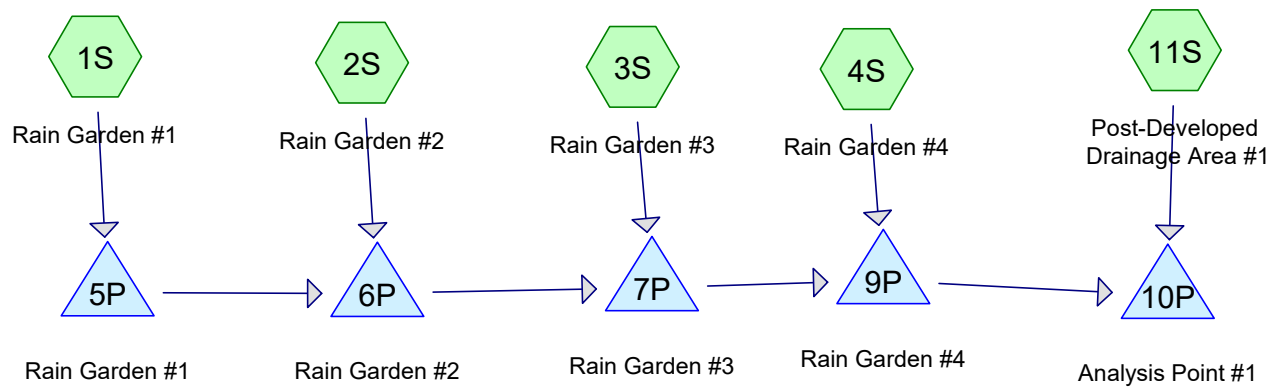 1S
2S
3S
4S
11S
Rain Garden #1
Rain Garden #2
Rain Garden #3
Rain Garden #4
Post-Developed
Drainage Area #1
5P
6P
7P
9P
10P
Rain Garden #1
Rain Garden #2
Rain Garden #3
Rain Garden #4
Analysis Point #1